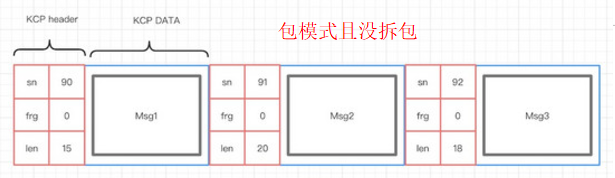 KCP header
KCP DATA
包模式且没拆包
sn 90
Msg1
frg 0
len 15
sn 91
Msg2
frg 0
len 20
sn 92
Msg3
frg 0
len 18